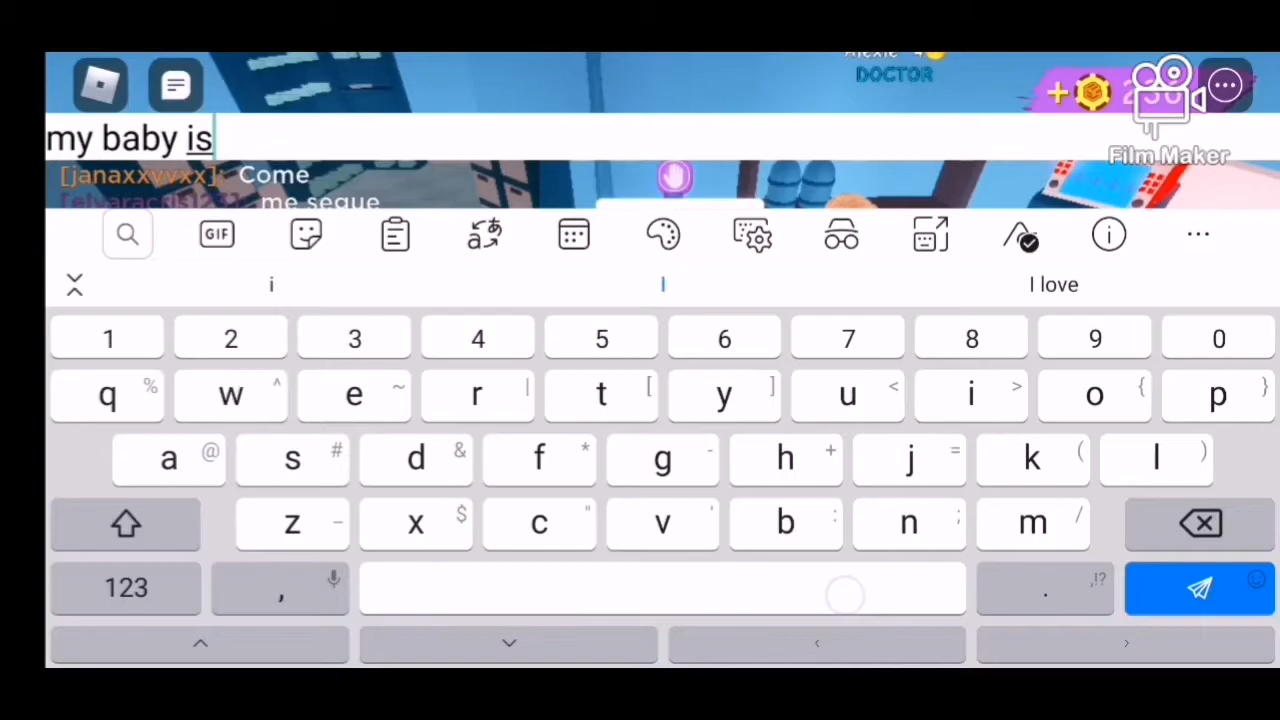 DOCTOR
my baby is
Film Maker
[janaxxyvxx]: Come
me segue
GIF
i I I love
1 2 3 4 5 6 7 8 9 0
q % w ^ e ~ r | t [ y ] u < i > o { p }
a @ s # d & f * g - h + j = k ( l )
z _ x $ c " v ' b : n ; m /
123 , . ,!?